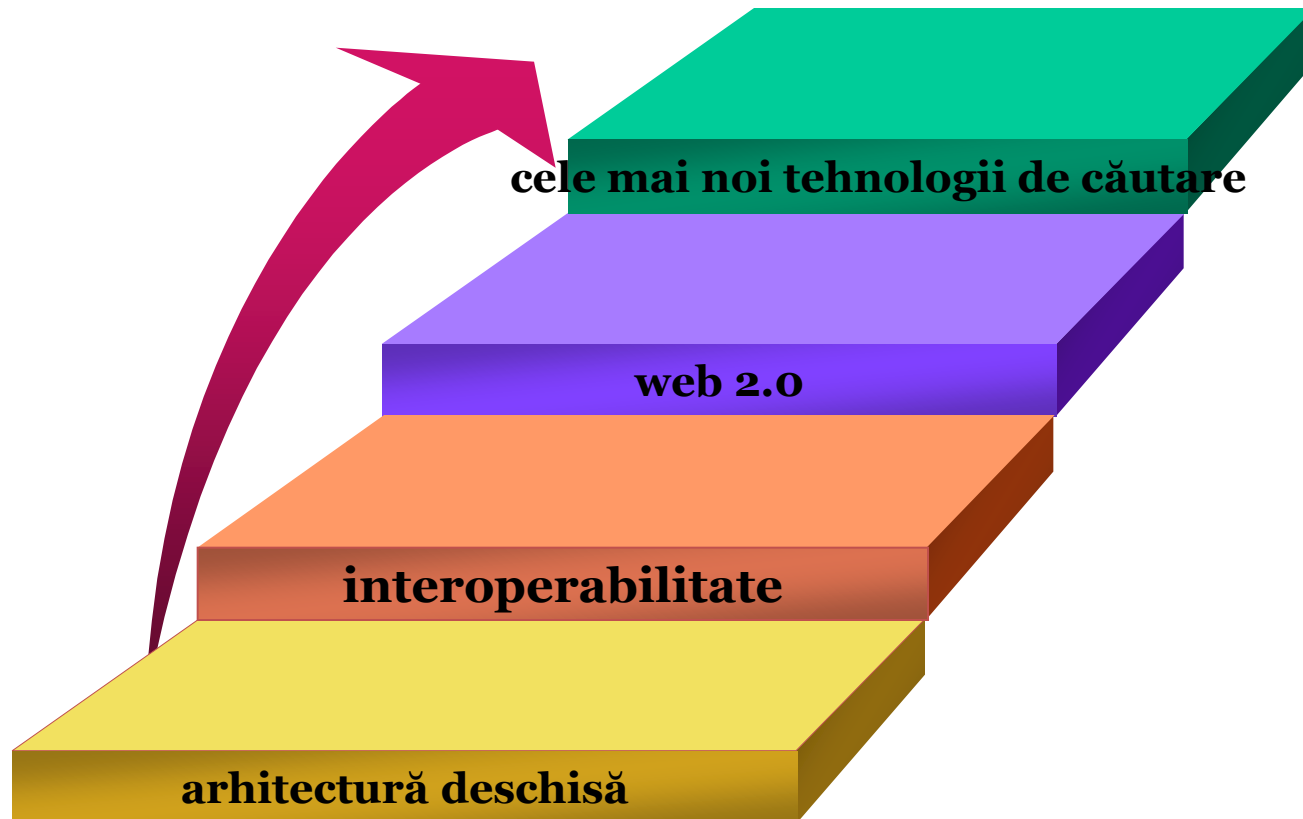 cele mai noi tehnologii de căutare
web 2.0
interoperabilitate
arhitectură deschisă